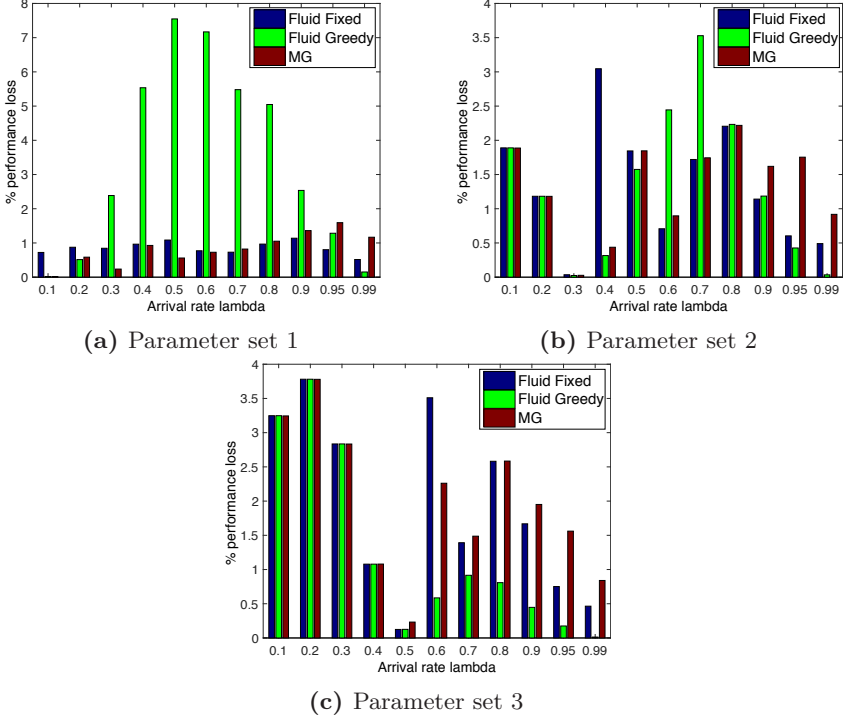 8
7
6
5
4
3
2
1
0
% performance loss
Fluid Fixed
Fluid Greedy
MG
0.1 0.2 0.3 0.4 0.5 0.6 0.7 0.8 0.9 0.95 0.99
Arrival rate lambda
(a) Parameter set 1
4
3.5
3
2.5
2
1.5
1
0.5
0
% performance loss
Fluid Fixed
Fluid Greedy
MG
0.1 0.2 0.3 0.4 0.5 0.6 0.7 0.8 0.9 0.95 0.99
Arrival rate lambda
(b) Parameter set 2
4
3.5
3
2.5
2
1.5
1
0.5
0
% performance loss
Fluid Fixed
Fluid Greedy
MG
0.1 0.2 0.3 0.4 0.5 0.6 0.7 0.8 0.9 0.95 0.99
Arrival rate lambda
(c) Parameter set 3